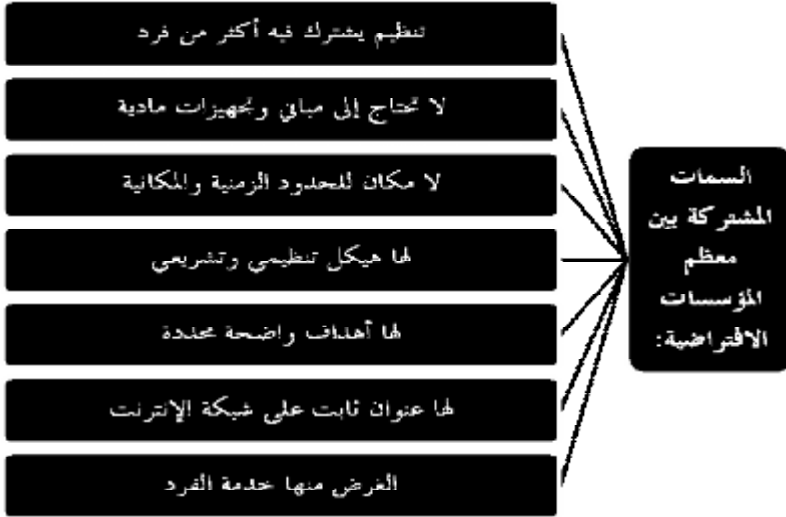 السمات
المشتركة بين
معظم
المؤسسات
الافتراضية:
تنظيم يشترك فيه أكثر من فرد
لا تحتاج إلى مباني وتجهيزات مادية
لا مكان للحدود الزمنية والمكانية
لها هيكل تنظيمي وتشريعي
لها أهداف واضحة محددة
لها عنوان ثابت على شبكة الإنترنت
الغرض منها خدمة الفرد